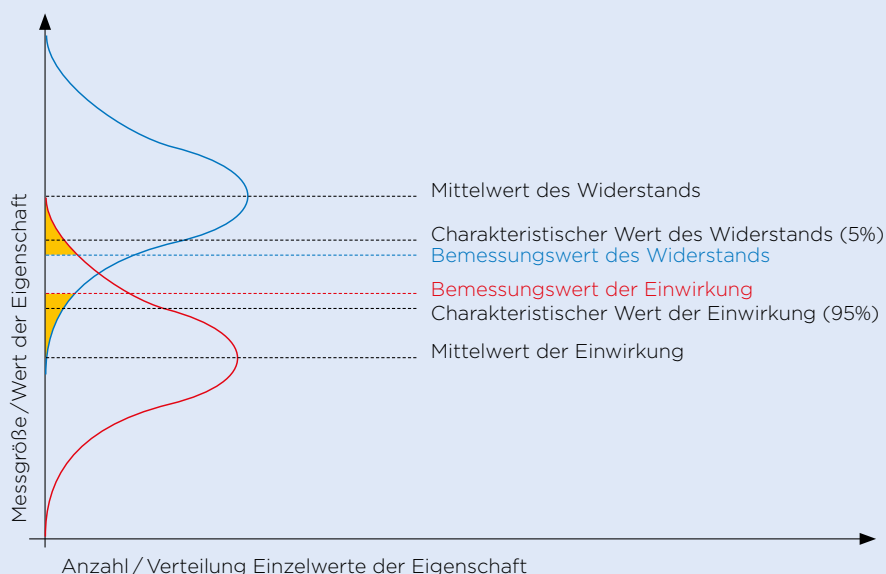 Messgröße/Wert der Eigenschaft
Mittelwert des Widerstands
Charakteristischer Wert des Widerstands (5%)
Bemessungswert des Widerstands
Bemessungswert der Einwirkung
Charakteristischer Wert der Einwirkung (95%)
Mittelwert der Einwirkung
Anzahl/Verteilung Einzelwerte der Eigenschaft